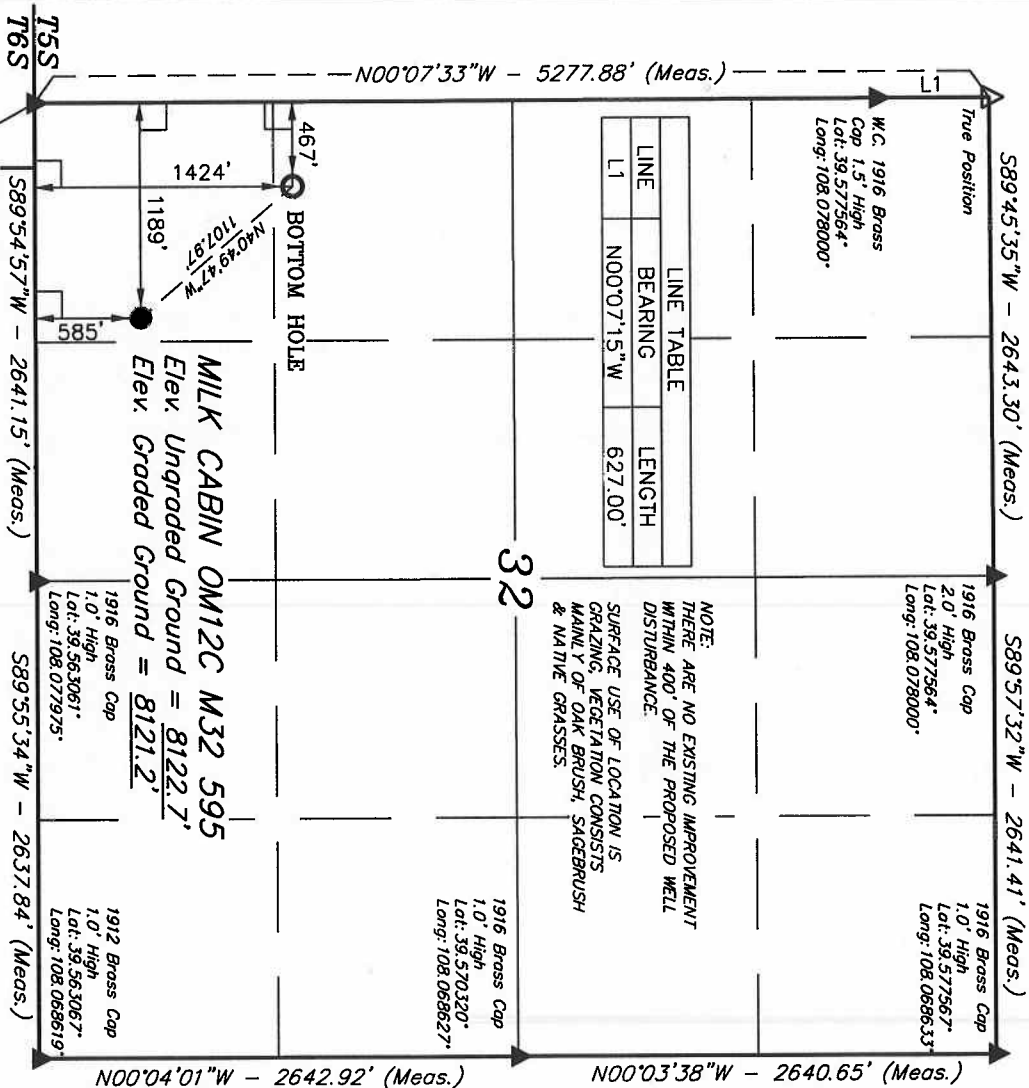 S89°45'35"W - 2643.30' (Meas.)
S89°57'32"W - 2641.41' (Meas.)
L1
True Position
N00°07'33"W - 5277.88' (Meas.)
W.C. 1916 Brass
Cap 1.5' High
Lat: 39.577564°
Long: 108.078000°
1916 Brass Cap
2.0' High
Lat: 39.577564°
Long: 108.078000°
1916 Brass Cap
1.0' High
Lat: 39.577567°
Long: 108.068633°
LINE TABLE
LINE BEARING LENGTH
L1 N00°07'15"W 627.00'
NOTE:
THERE ARE NO EXISTING IMPROVEMENT
WITHIN 400' OF THE PROPOSED WELL
DISTURBANCE.
SURFACE USE OF LOCATION IS
GRAZING, VEGETATION CONSISTS
MAINLY OF OAK BRUSH, SAGEBRUSH
& NATIVE GRASSES.
32
N00°03'38"W - 2640.65' (Meas.)
1916 Brass Cap
1.0' High
Lat: 39.570320°
Long: 108.068627°
467'
BOTTOM HOLE
1424'
N40°49'47"W
1107.97'
1189'
585'
MILK CABIN OM12C M32 595
Elev. Ungraded Ground = 8122.7'
Elev. Graded Ground = 8121.2'
1916 Brass Cap
1.0' High
Lat: 39.563061°
Long: 108.077975°
1912 Brass Cap
1.0' High
Lat: 39.563067°
Long: 108.068619°
N00°04'01"W - 2642.92' (Meas.)
T5S
T6S
S89°54'57"W - 2641.15' (Meas.)
S89°55'34"W - 2637.84' (Meas.)